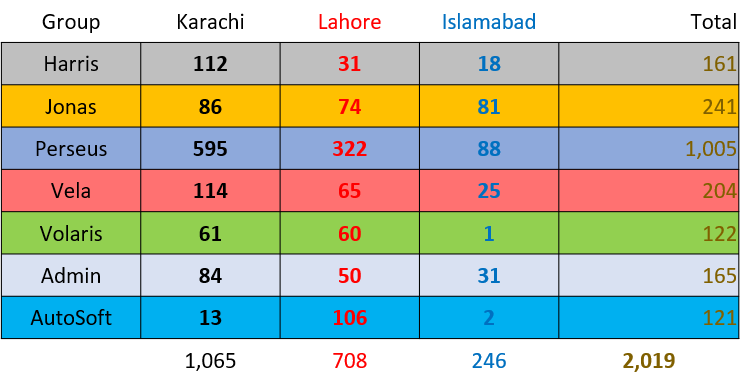 Group Karachi Lahore Islamabad Total
Harris 112 31 18 161
Jonas 86 74 81 241
Perseus 595 322 88 1,005
Vela 114 65 25 204
Volaris 61 60 1 122
Admin 84 50 31 165
AutoSoft 13 106 2 121
1,065 708 246 2,019